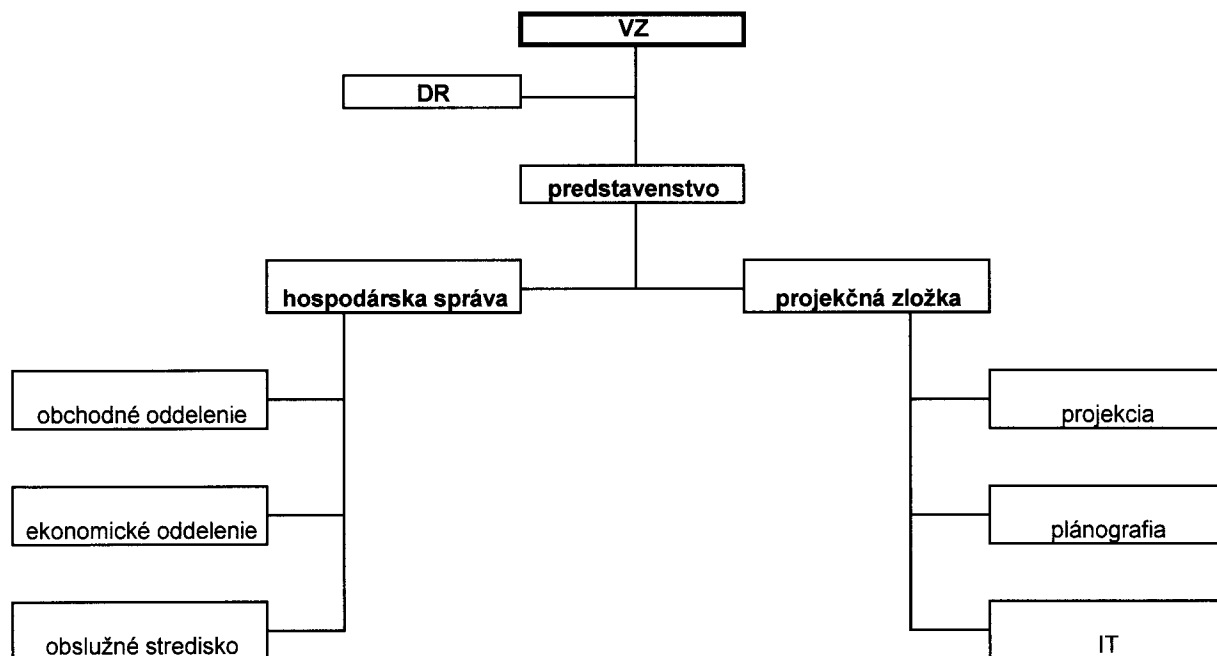 VZ
DR
predstavenstvo
hospodárska správa
projekčná zložka
obchodné oddelenie
projekcia
ekonomické oddelenie
plánografia
obslužné stredisko
IT